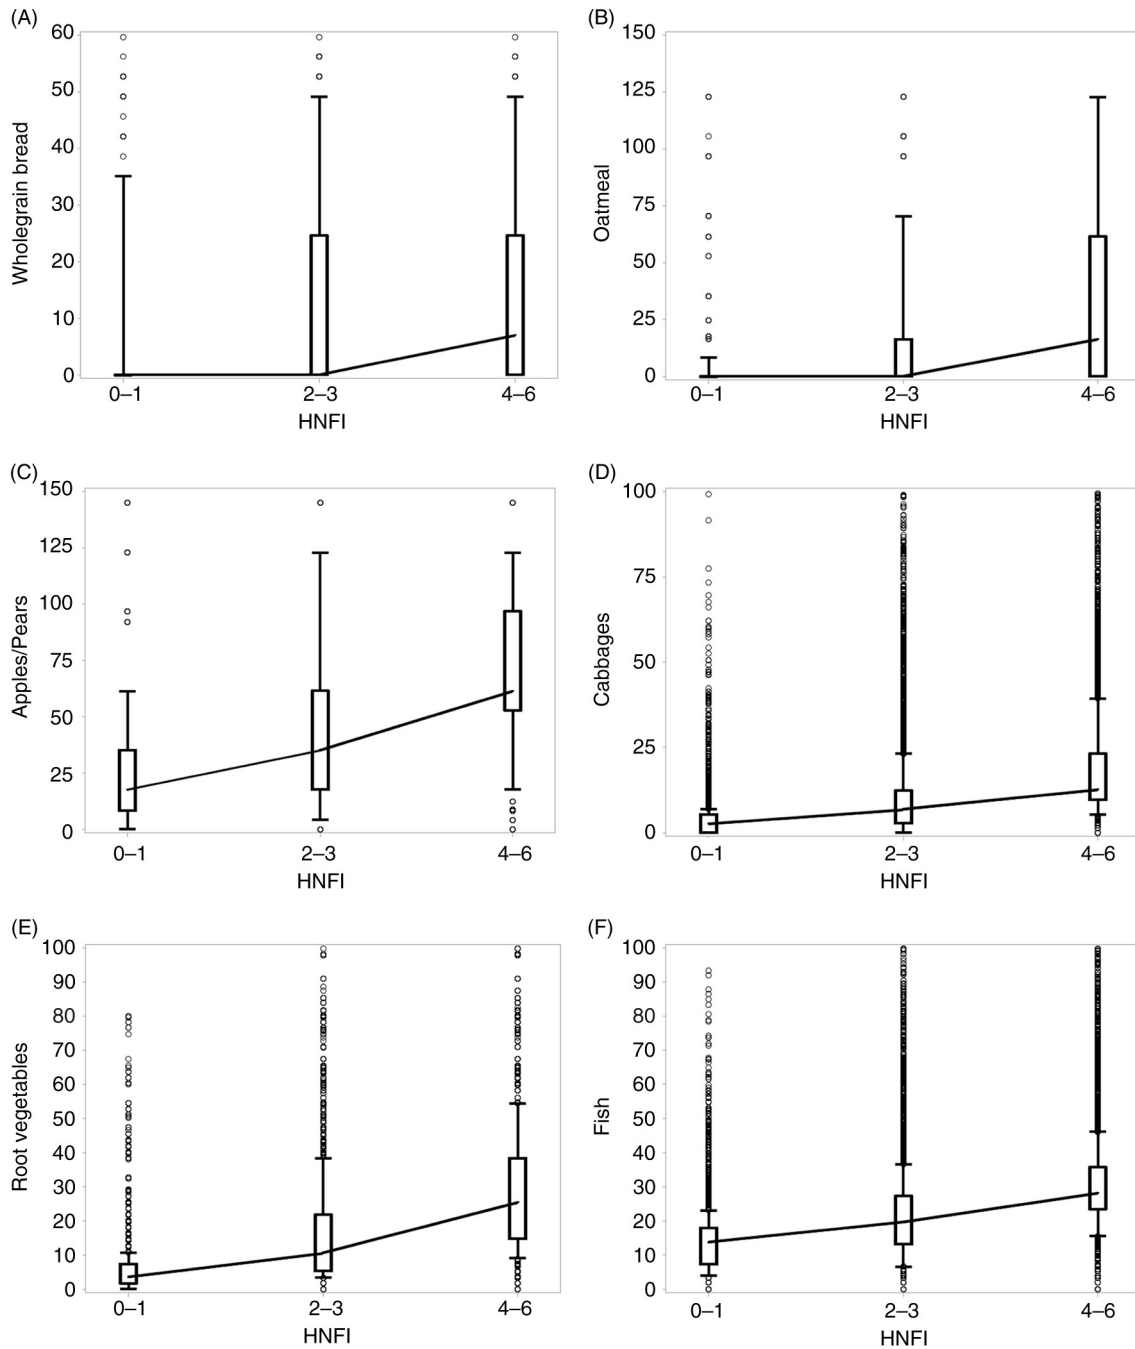 (A)
Wholegrain bread
60
50
40
30
20
10
0
0–1 2–3 4–6
HNFI
(B)
Oatmeal
150
125
100
75
50
25
0
0–1 2–3 4–6
HNFI
(C)
Apples/Pears
150
125
100
75
50
25
0
0–1 2–3 4–6
HNFI
(D)
Cabbages
100
75
50
25
0
0–1 2–3 4–6
HNFI
(E)
Root vegetables
100
90
80
70
60
50
40
30
20
10
0
0–1 2–3 4–6
HNFI
(F)
Fish
100
90
80
70
60
50
40
30
20
10
0
0–1 2–3 4–6
HNFI